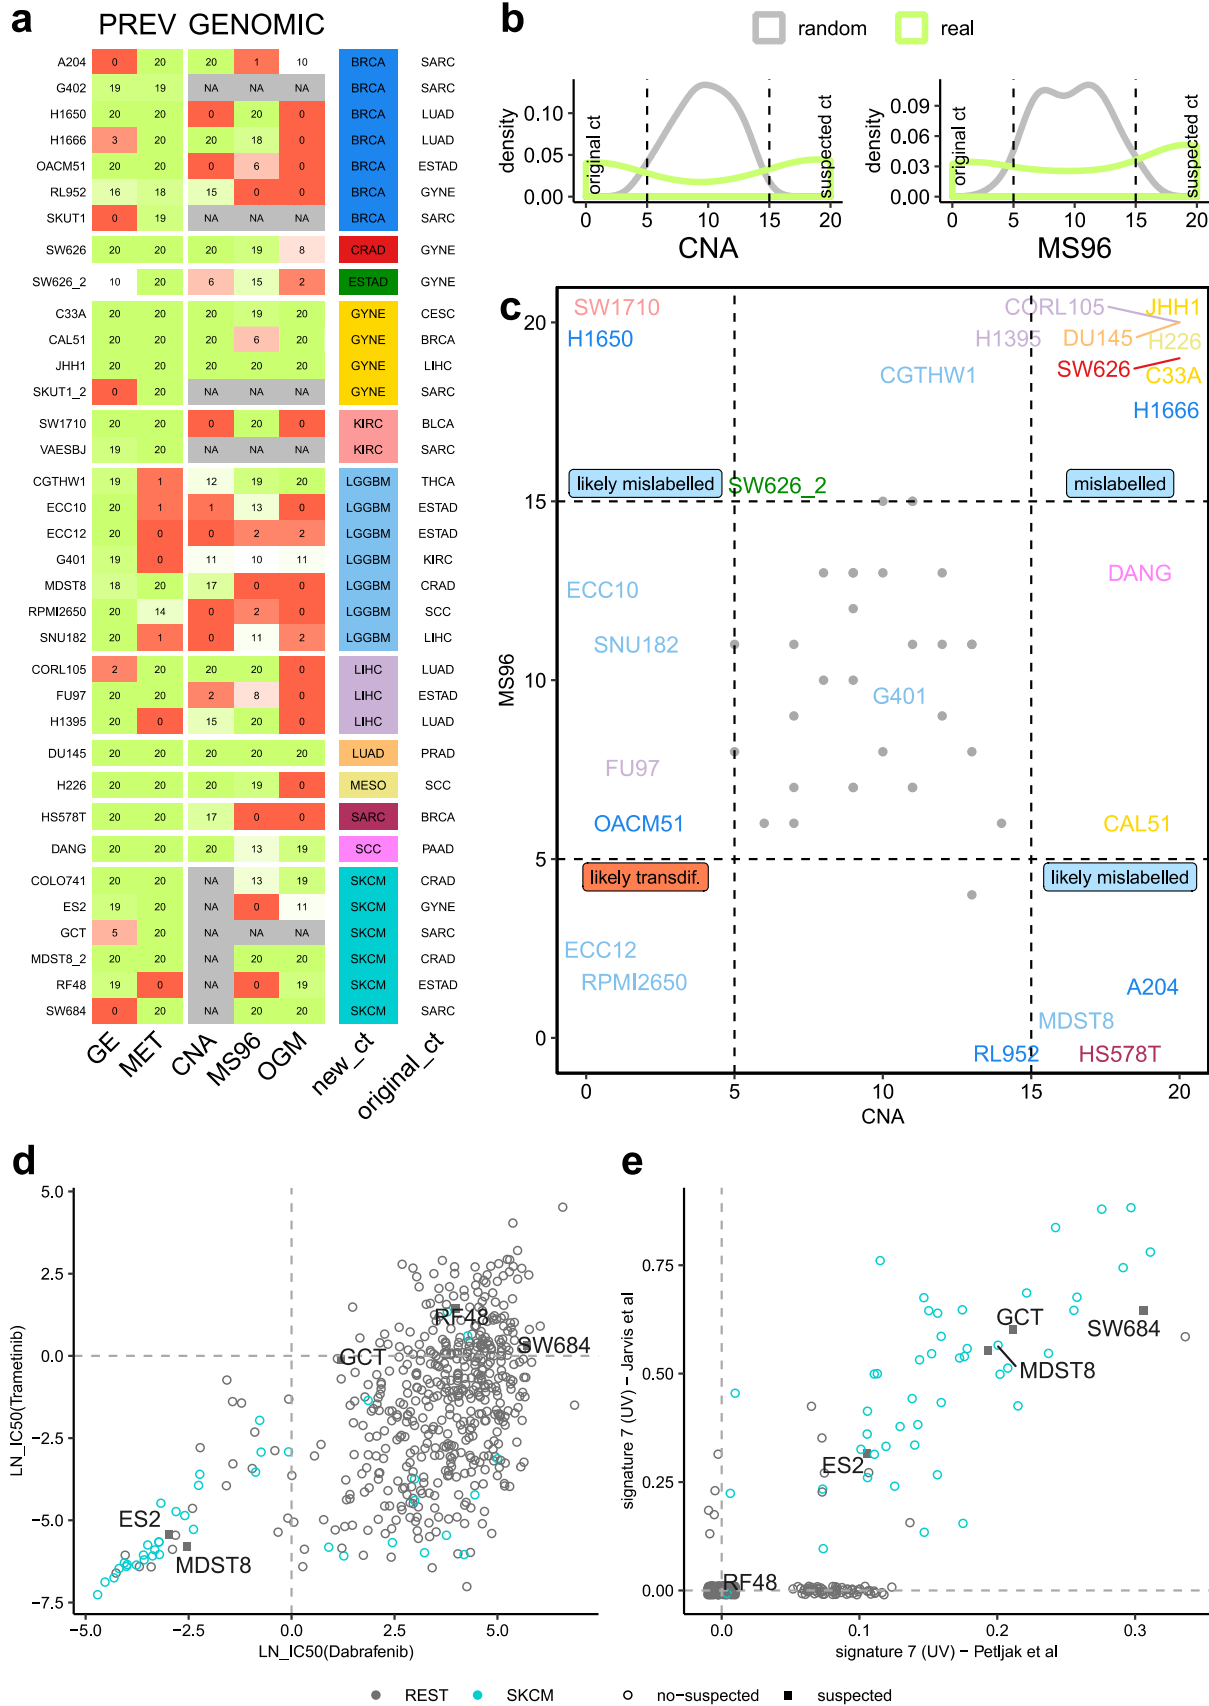 a
PREV GENOMIC
A204 0 20 20 1 10 BRCA SARC
G402 19 19 NA NA NA BRCA SARC
H1650 20 20 0 20 0 BRCA LUAD
H1666 3 20 20 18 0 BRCA LUAD
OACM51 20 20 0 6 0 BRCA ESTAD
RL952 16 18 15 0 0 BRCA GYNE
SKUT1 0 19 NA NA NA BRCA SARC
SW626 20 20 20 19 8 CRAD GYNE
SW626_2 10 20 6 15 2 ESTAD GYNE
C33A 20 20 20 19 20 GYNE CESC
CAL51 20 20 20 6 20 GYNE BRCA
JHH1 20 20 20 20 20 GYNE LIHC
SKUT1_2 0 20 NA NA NA GYNE SARC
SW1710 20 20 0 20 0 KIRC BLCA
VAESBJ 19 20 NA NA NA KIRC SARC
CGTHW1 19 1 12 19 20 LGGBM THCA
ECC10 20 1 1 13 0 LGGBM ESTAD
ECC12 20 0 0 2 2 LGGBM ESTAD
G401 19 0 11 10 11 LGGBM KIRC
MDST8 18 20 17 0 0 LGGBM CRAD
RPMI2650 20 14 0 2 0 LGGBM SCC
SNU182 20 1 0 11 2 LGGBM LIHC
CORL105 2 20 20 20 0 LIHC LUAD
FU97 20 20 2 8 0 LIHC ESTAD
H1395 20 0 15 20 0 LIHC LUAD
DU145 20 20 20 20 20 LUAD PRAD
H226 20 20 20 19 0 MESO SCC
HS578T 20 20 17 0 0 SARC BRCA
DANG 20 20 20 13 19 SCC PAAD
COLO741 20 20 NA 13 19 SKCM CRAD
ES2 19 20 NA 0 11 SKCM GYNE
GCT 5 20 NA NA NA SKCM SARC
MDST8_2 20 20 NA 20 20 SKCM CRAD
RF48 19 0 NA 0 19 SKCM ESTAD
SW684 0 20 NA 20 20 SKCM SARC
GE MET CNA MS96 OGM new_ct original_ct
b
random real
density
0.10
0.05
0.00
original ct
suspected ct
0 5 10 15 20
CNA
density
0.09
0.06
0.03
0.00
original ct
suspected ct
0 5 10 15 20
MS96
c
SW1710 CORL105 JHH1
H1650 H1395 DU145 H226
CGTHW1 SW626 C33A
H1666
likely mislabelled SW626_2 mislabelled
DANG
ECC10
SNU182
G401
FU97
OACM51 CAL51
likely transdif. likely mislabelled
ECC12
RPMI2650 A204
MDST8
RL952 HS578T
20
15
10
5
0
MS96
0 5 10 15 20
CNA
d
5.0
2.5
0.0
−2.5
−5.0
−7.5
LN_IC50(Trametinib)
RF48
GCT SW684
ES2
MDST8
−5.0 −2.5 0.0 2.5 5.0
LN_IC50(Dabrafenib)
e
0.75
0.50
0.25
0.00
signature 7 (UV) − Jarvis et al
GCT
SW684
MDST8
ES2
RF48
0.0 0.1 0.2 0.3
signature 7 (UV) − Petljak et al
REST SKCM no−suspected suspected